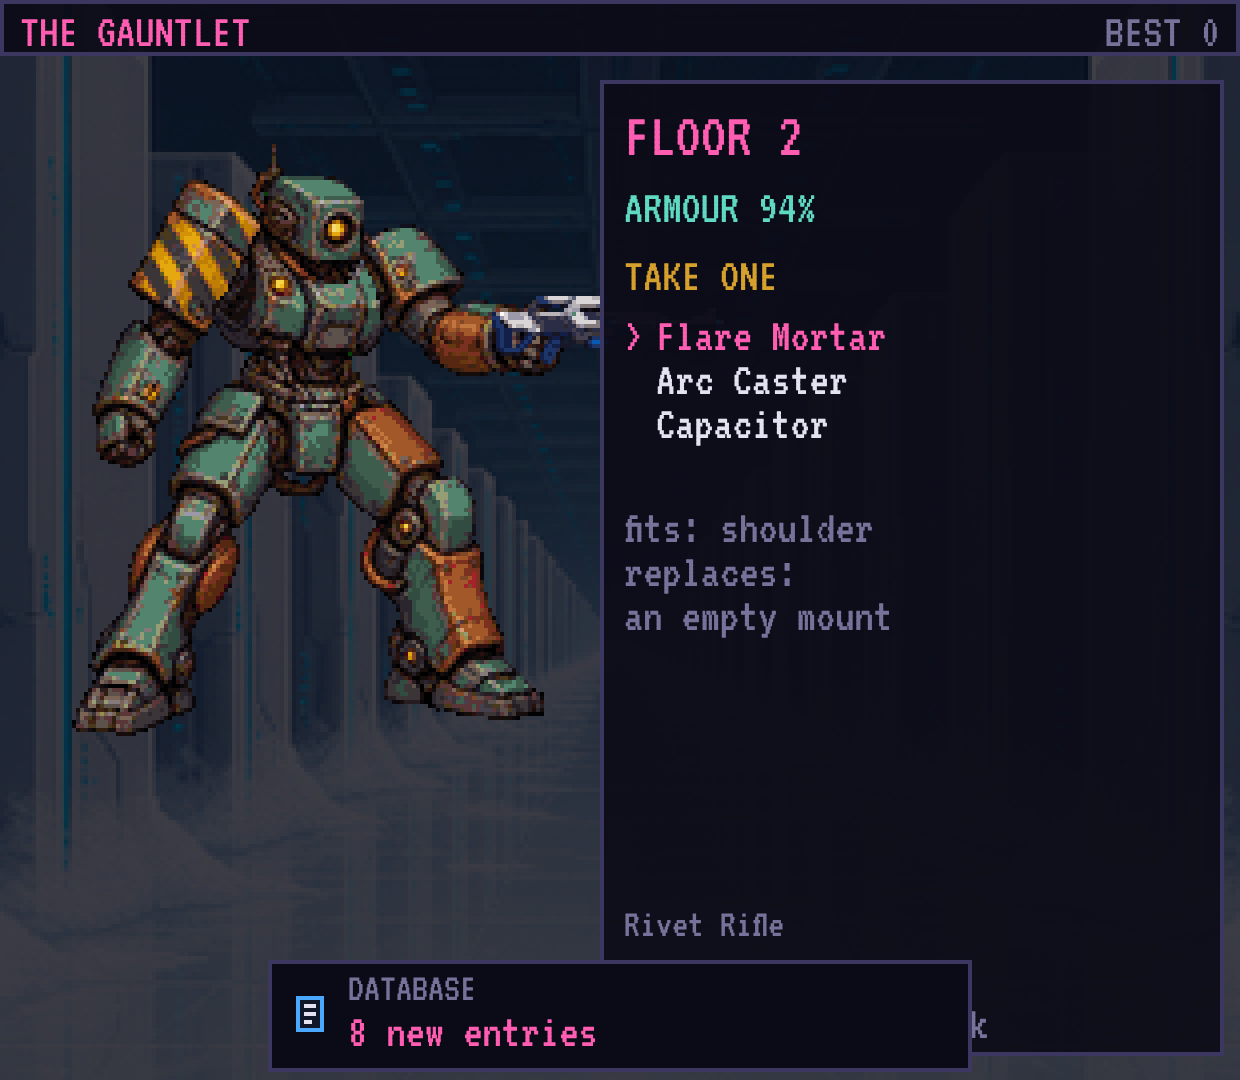 THE GAUNTLET
BEST 0
FLOOR 2
ARMOUR 94%
TAKE ONE
> Flare Mortar
Arc Caster
Capacitor
fits: shoulder
replaces:
an empty mount
Rivet Rifle
DATABASE
8 new entries